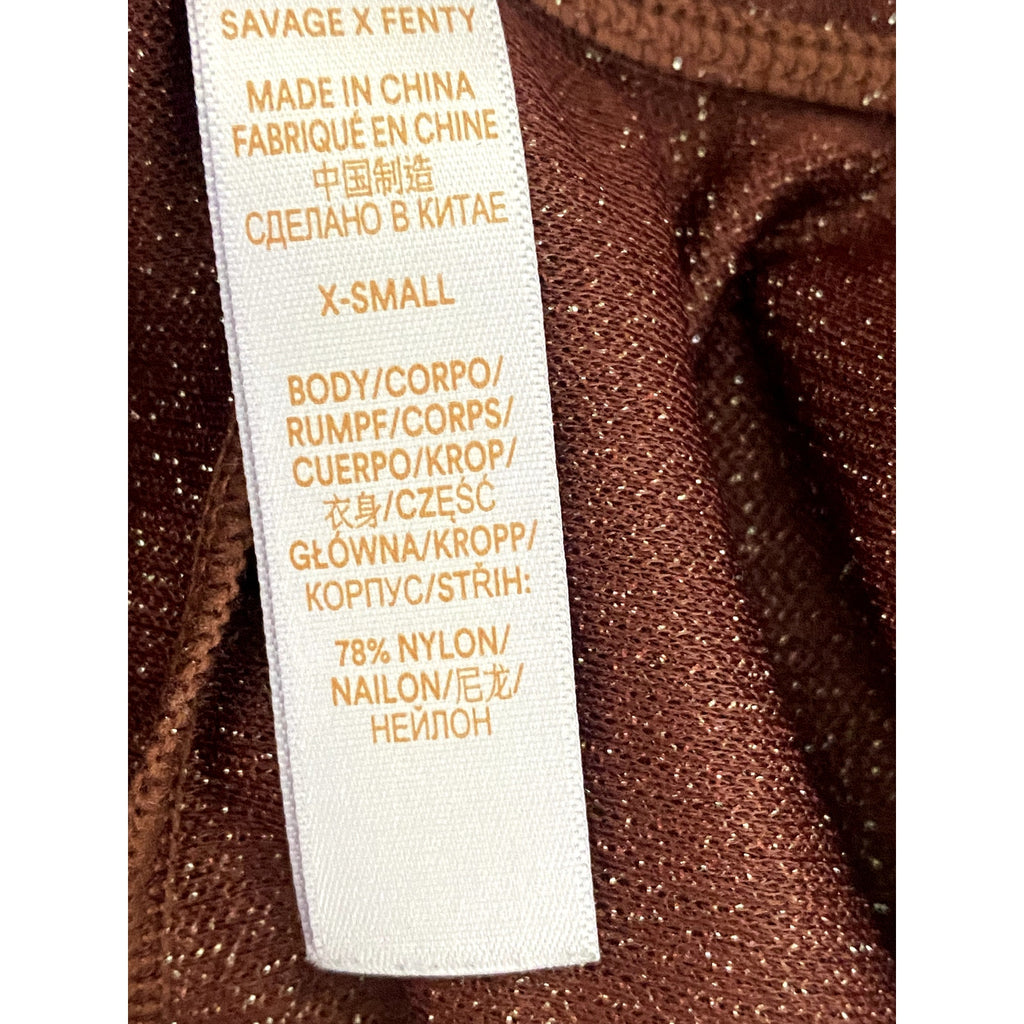 SAVAGE X FENTY
MADE IN CHINA
FABRIQUÉ EN CHINE
中国制造
СДЕЛАНО В КИТАЕ
X-SMALL
BODY/CORPO/
RUMPF/CORPS/
CUERPO/KROP/
衣身/CZĘŚĆ
GŁÓWNA/KROPP/
КОРПУС/STŘIH:
78% NYLON/
NAILON/尼龙/
НЕЙЛОН